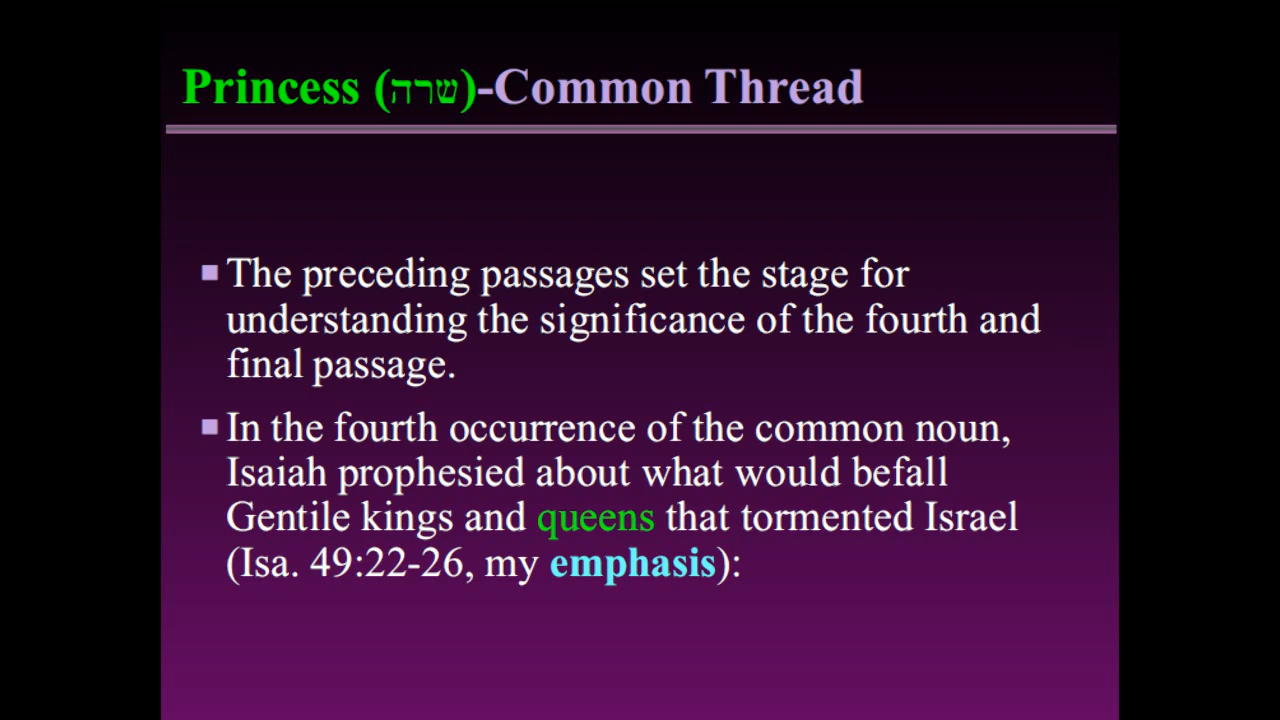 Princess (שרה)-Common Thread
The preceding passages set the stage for
understanding the significance of the fourth and
final passage.
In the fourth occurrence of the common noun,
Isaiah prophesied about what would befall
Gentile kings and queens that tormented Israel
(Isa. 49:22-26, my emphasis):